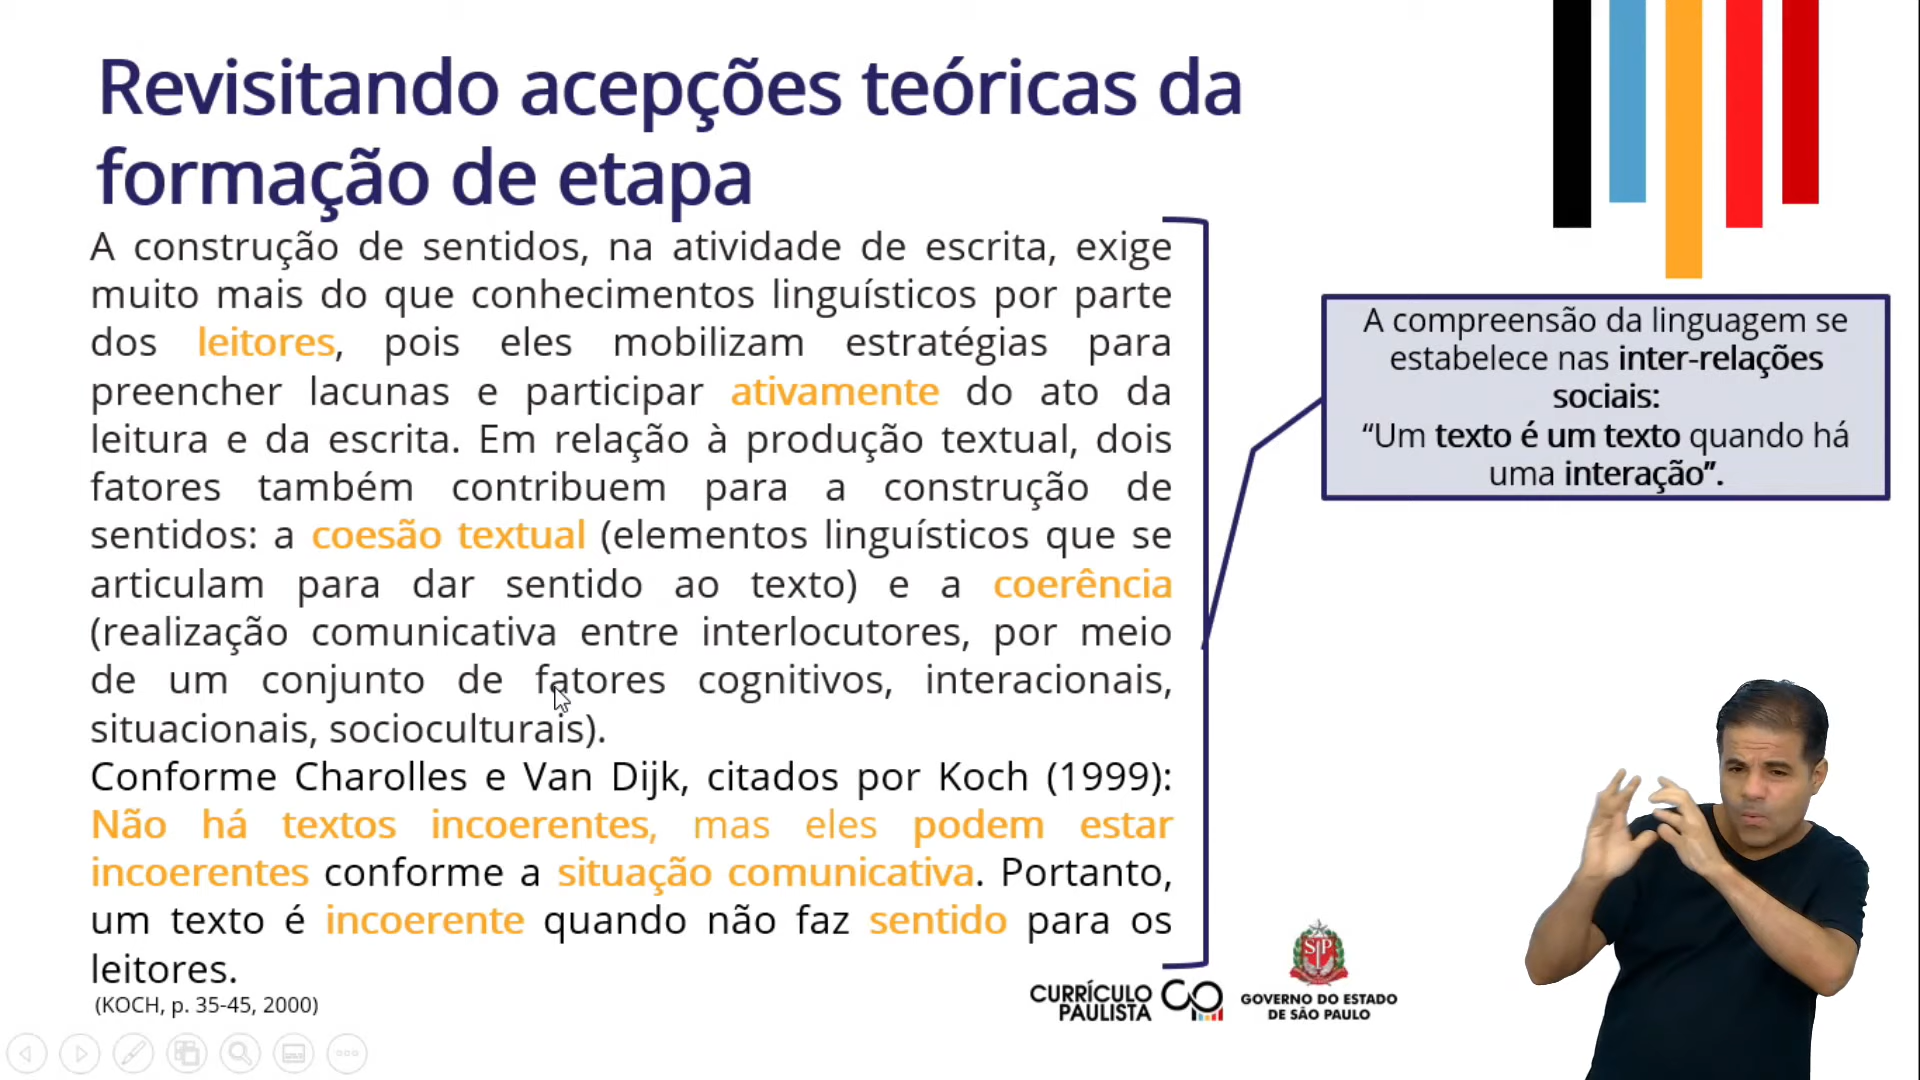 Revisitando acepções teóricas da
formação de etapa
A construção de sentidos, na atividade de escrita, exige
muito mais do que conhecimentos linguísticos por parte
dos leitores, pois eles mobilizam estratégias para
preencher lacunas e participar ativamente do ato da
leitura e da escrita. Em relação à produção textual, dois
fatores também contribuem para a construção de
sentidos: a coesão textual (elementos linguísticos que se
articulam para dar sentido ao texto) e a coerência
(realização comunicativa entre interlocutores, por meio
de um conjunto de fatores cognitivos, interacionais,
situacionais, socioculturais).
Conforme Charolles e Van Dijk, citados por Koch (1999):
Não há textos incoerentes, mas eles podem estar
incoerentes conforme a situação comunicativa. Portanto,
um texto é incoerente quando não faz sentido para os
leitores.
(KOCH, p. 35-45, 2000)
A compreensão da linguagem se
estabelece nas inter-relações
sociais:
“Um texto é um texto quando há
uma interação”.
CURRÍCULO
PAULISTA
SP
GOVERNO DO ESTADO
DE SÃO PAULO